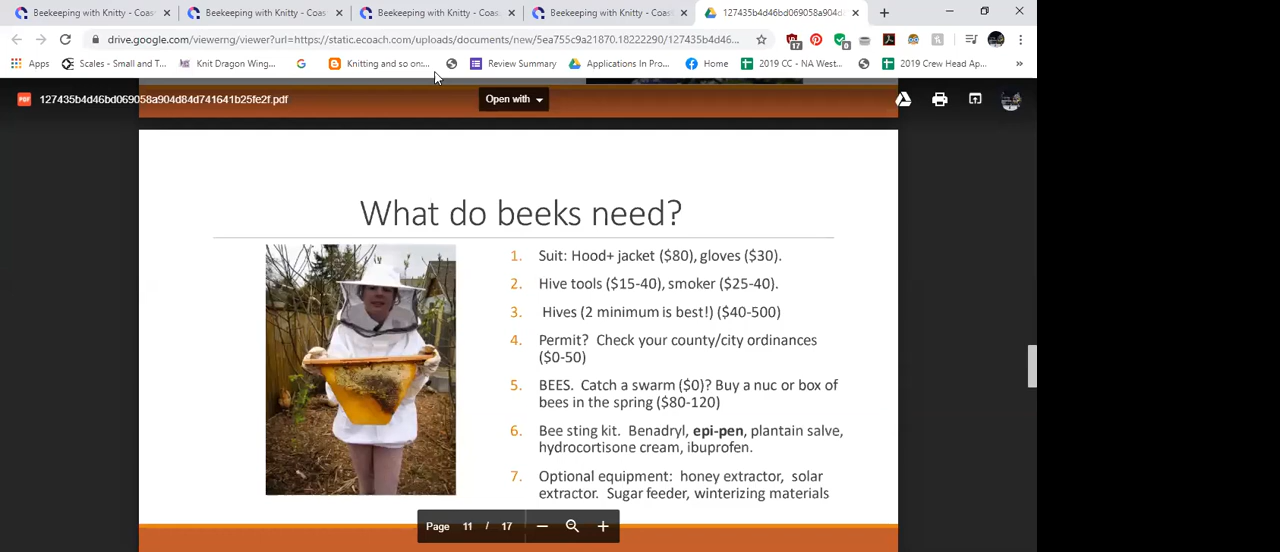 Beekeeping with Knitty - Coast
Beekeeping with Knitty - Coast
Beekeeping with Knitty - Coast
Beekeeping with Knitty - Coast
127435b4d46bd069058a904d
drive.google.com/viewerng/viewer?url=https://static.ecoach.com/uploads/documents/new/5ea755c9a21870.18222290/127435b4d46...
17
0
Apps
Scales - Small and T...
Knit Dragon Wing...
Knitting and so on:...
Review Summary
Applications In Pro...
Home
2019 CC - NA West...
2019 Crew Head Ap...
»
PDF
127435b4d46bd069058a904d84d741641b25fe2f.pdf
Open with
What do beeks need?
1. Suit: Hood+ jacket ($80), gloves ($30).
2. Hive tools ($15-40), smoker ($25-40).
3. Hives (2 minimum is best!) ($40-500)
4. Permit? Check your county/city ordinances
($0-50)
5. BEES. Catch a swarm ($0)? Buy a nuc or box of
bees in the spring ($80-120)
6. Bee sting kit. Benadryl, epi-pen, plantain salve,
hydrocortisone cream, ibuprofen.
7. Optional equipment: honey extractor, solar
extractor. Sugar feeder, winterizing materials
Page 11 / 17